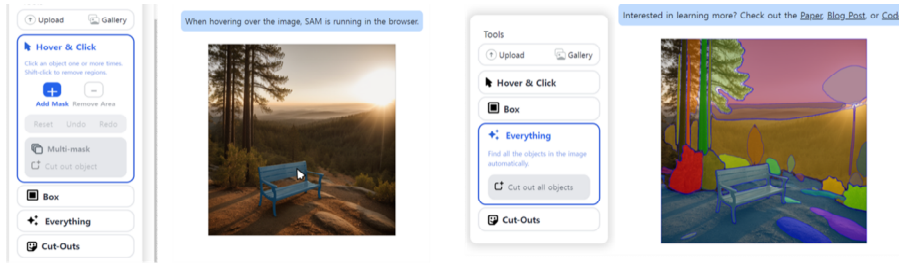 Upload
Gallery
Hover & Click
Click an object one or more times.
Shift-click to remove regions.
Add Mask
Remove Area
Reset
Undo
Redo
Multi-mask
Cut out object
Box
Everything
Cut-Outs
When hovering over the image, SAM is running in the browser.
Tools
Upload
Gallery
Hover & Click
Box
Everything
Find all the objects in the image
automatically.
Cut out all objects
Cut-Outs
Interested in learning more? Check out the Paper, Blog Post, or Cod